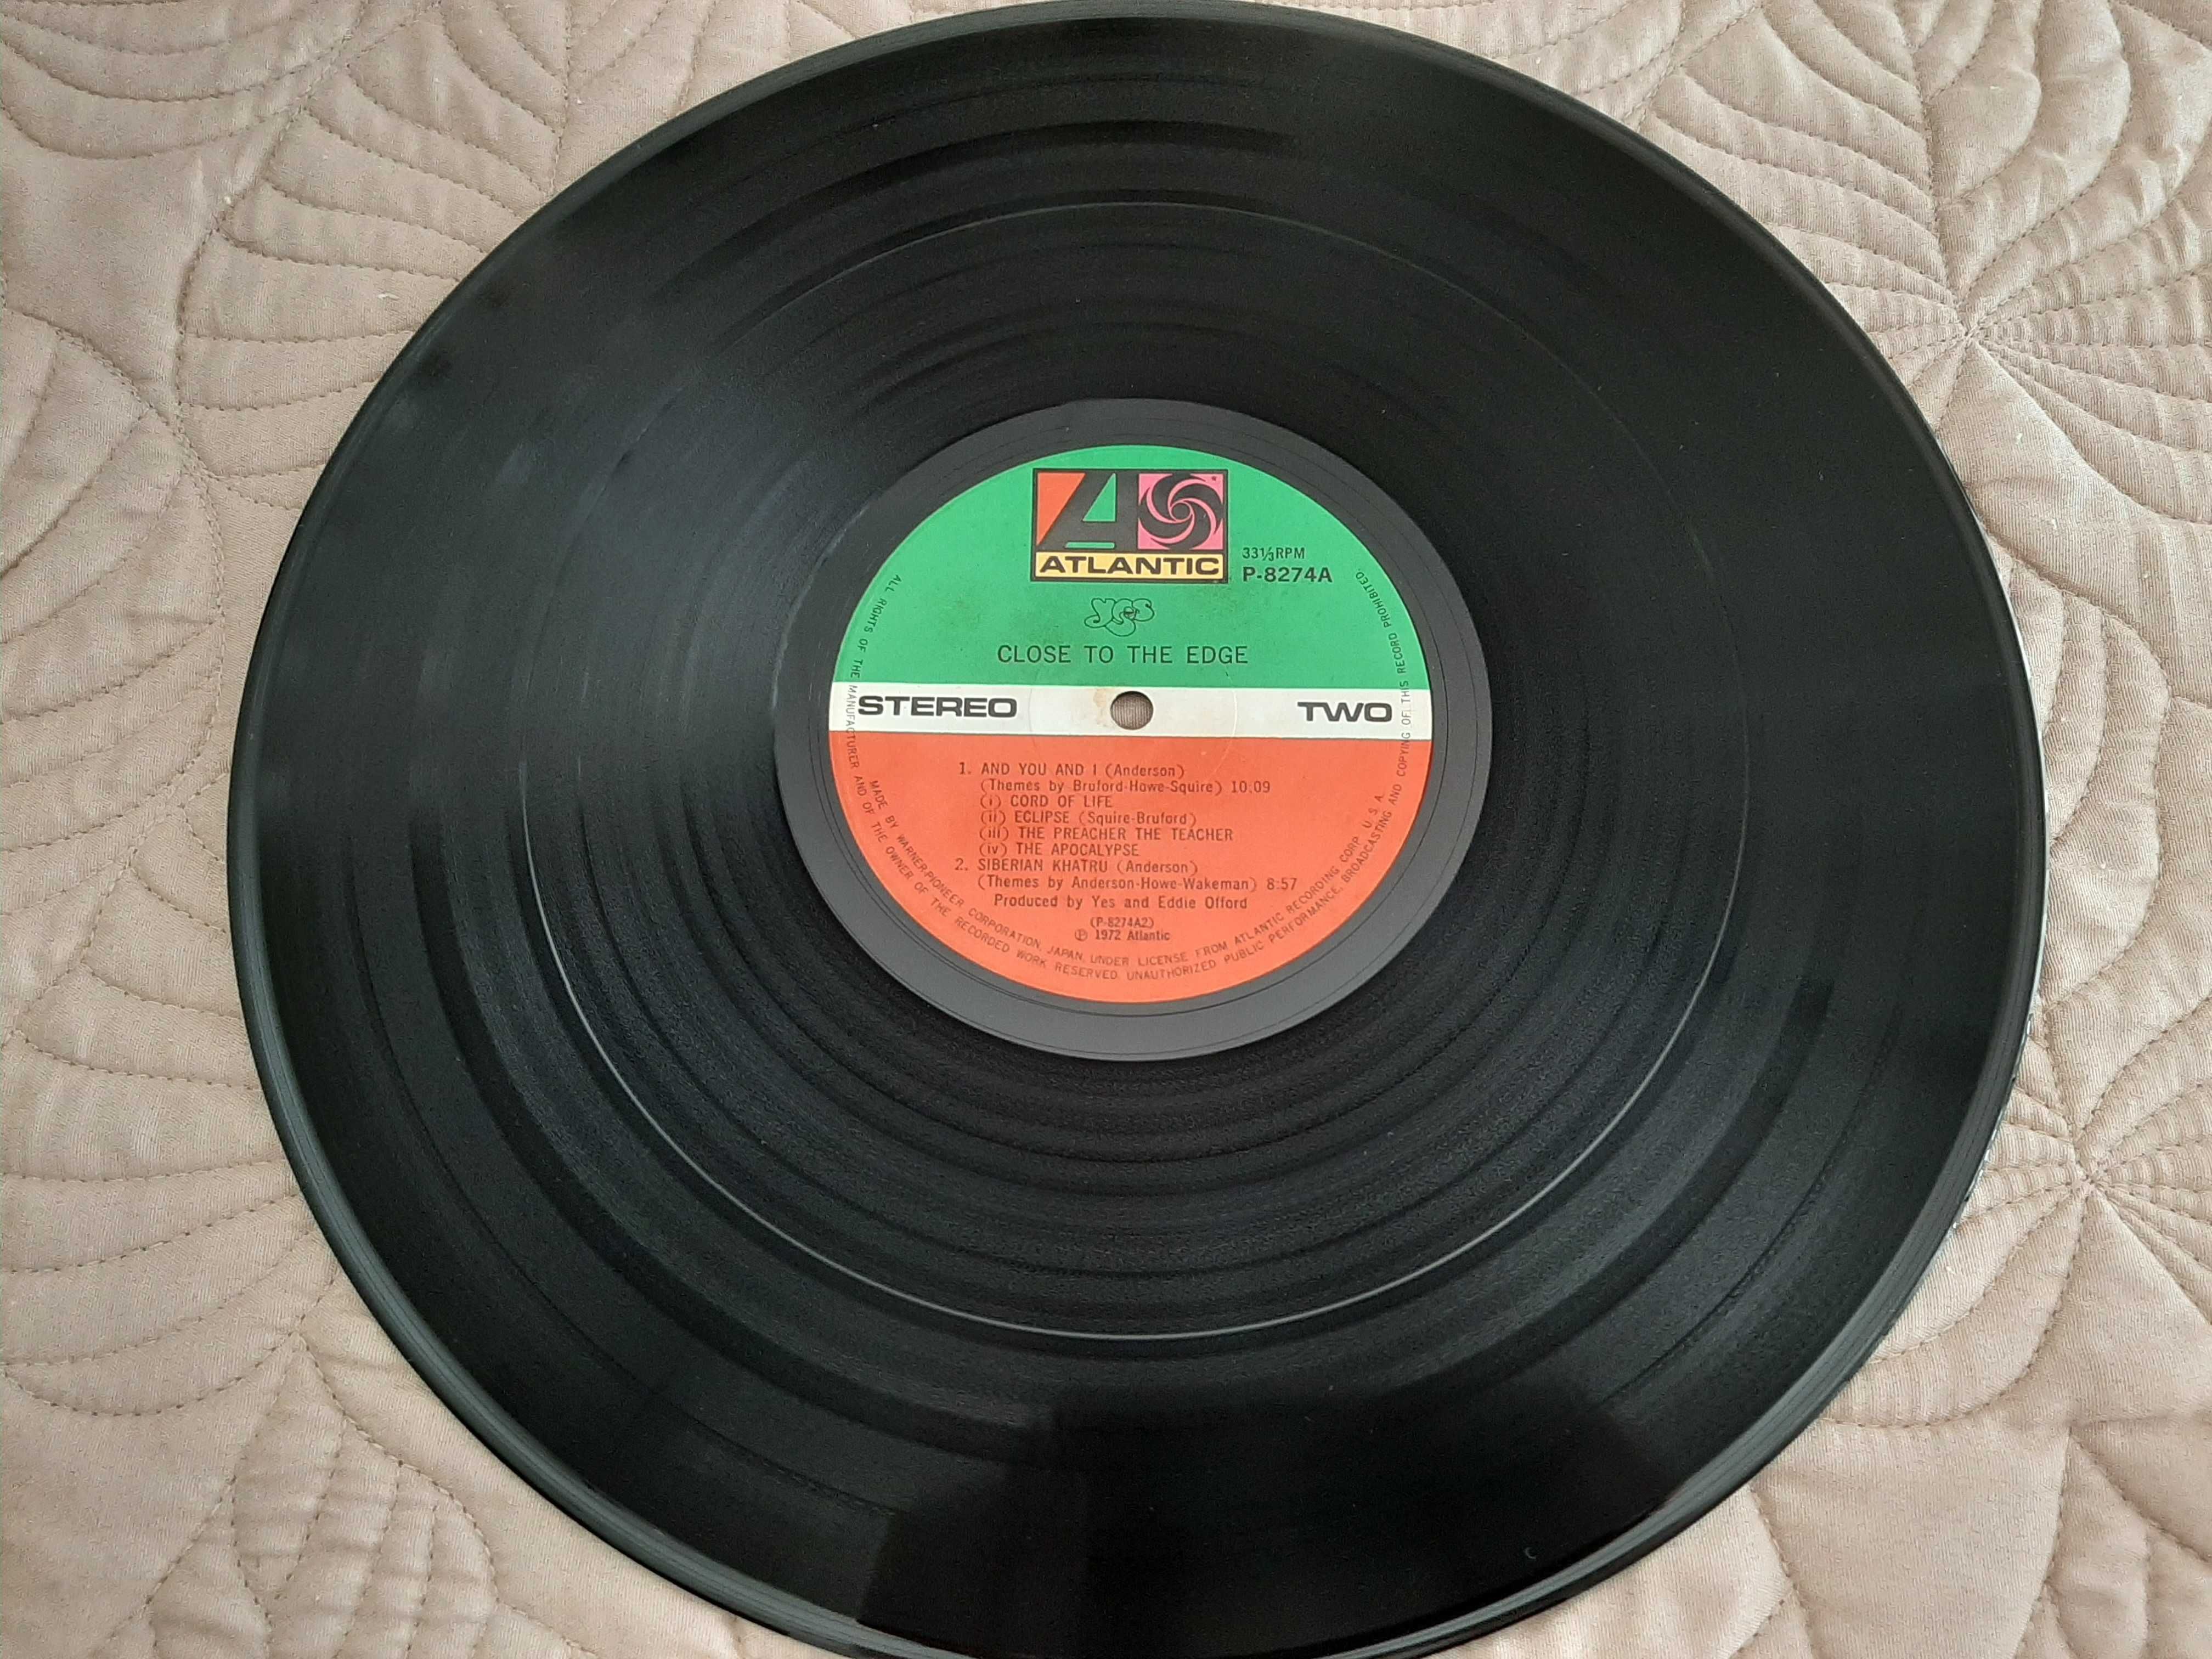 ATLANTIC
33⅓RPM
P-8274A
yes
CLOSE TO THE EDGE
STEREO
TWO
1. AND YOU AND I (Anderson)
(Themes by Bruford-Howe-Squire) 10:09
(i) CORD OF LIFE
(ii) ECLIPSE (Squire-Bruford)
(iii) THE PREACHER THE TEACHER
(iv) THE APOCALYPSE
2. SIBERIAN KHATRU (Anderson)
(Themes by Anderson-Howe-Wakeman) 8:57
Produced by Yes and Eddie Offord
(P-8274A2)
Ⓟ 1972 Atlantic
MADE BY WARNER-PIONEER CORPORATION, JAPAN, UNDER LICENSE FROM ATLANTIC RECORDING CORP. U.S.A.
ALL RIGHTS OF THE MANUFACTURER AND OF THE OWNER OF THE RECORDED WORK RESERVED. UNAUTHORIZED PUBLIC PERFORMANCE, BROADCASTING AND COPYING OF THIS RECORD PROHIBITED.